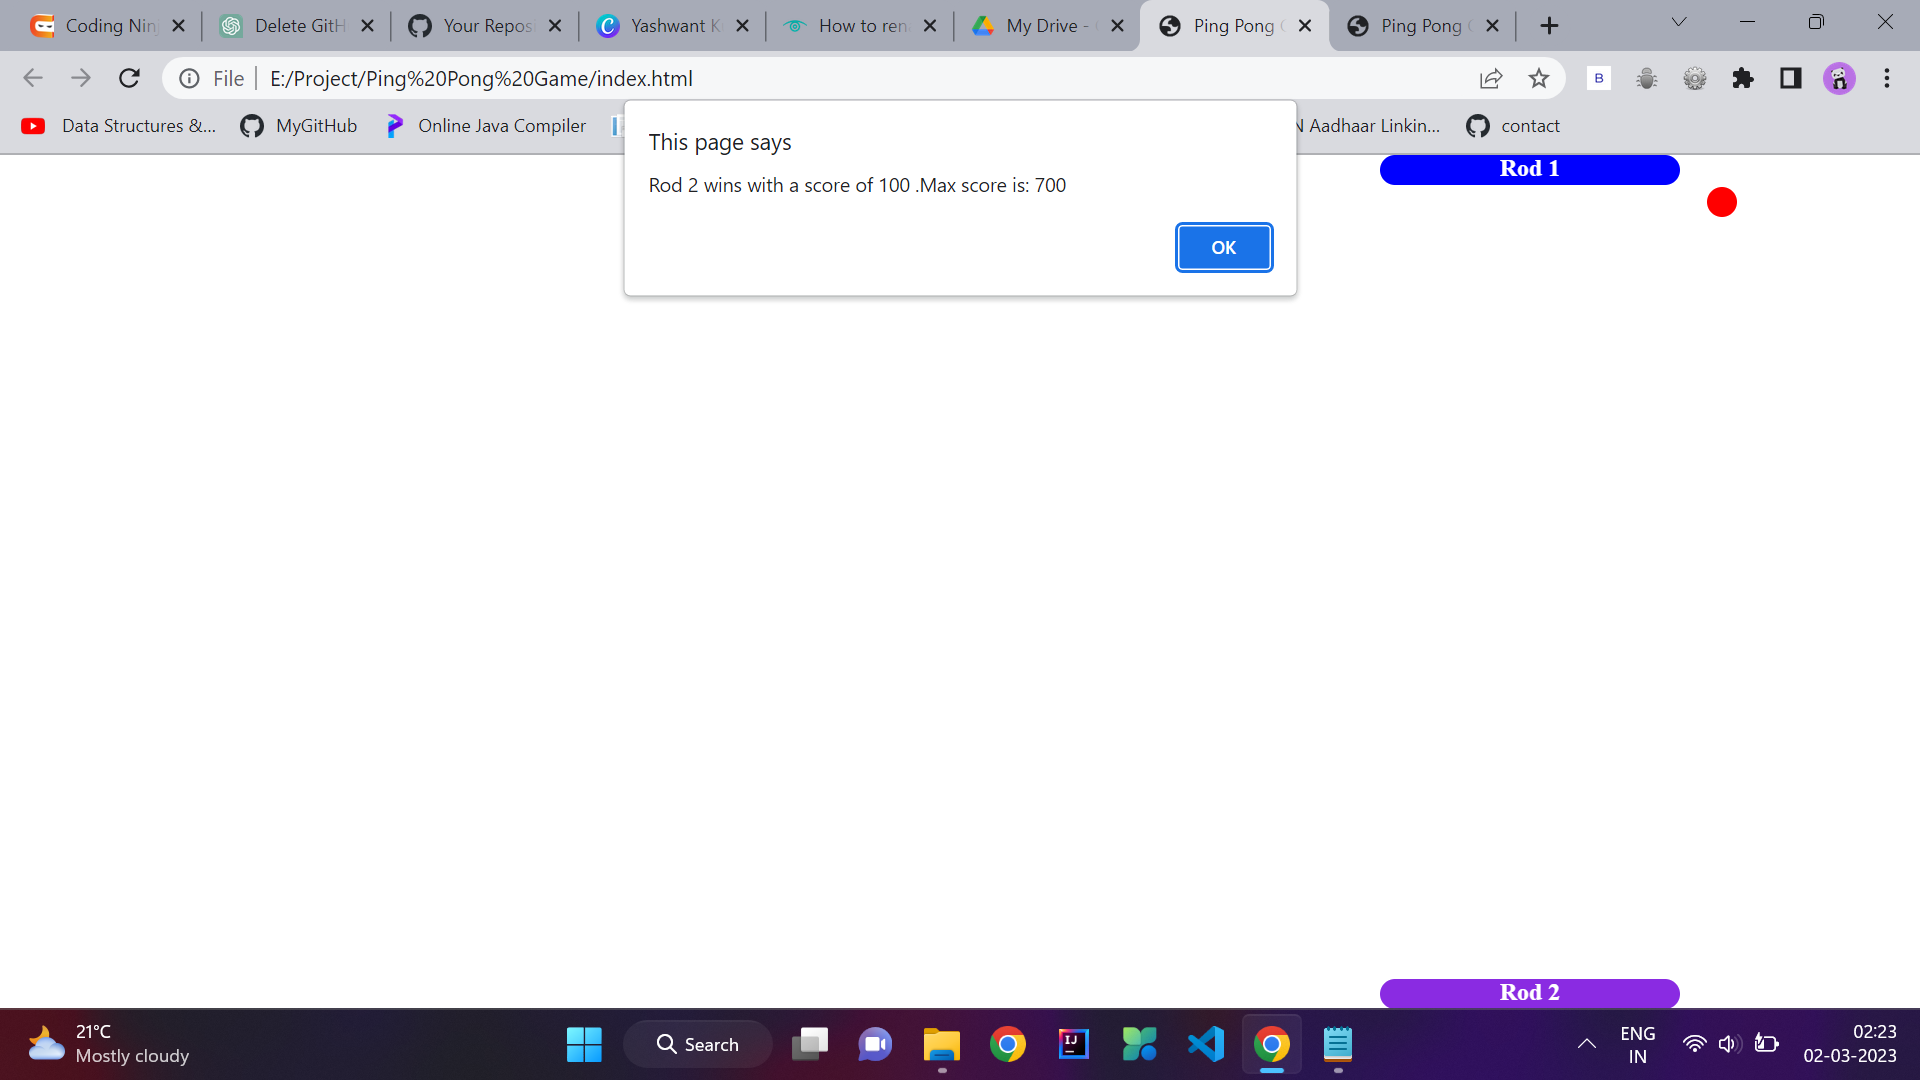 Coding Nin
Delete GitH
Your Reposi
Yashwant K
How to ren
My Drive -
Ping Pong
Ping Pong
File
E:/Project/Ping%20Pong%20Game/index.html
B
Data Structures &...
MyGitHub
Online Java Compiler
N Aadhaar Linkin...
contact
This page says
Rod 2 wins with a score of 100 .Max score is: 700
OK
Rod 1
Rod 2
21°C
Mostly cloudy
Search
IJ
ENG
IN
02:23
02-03-2023